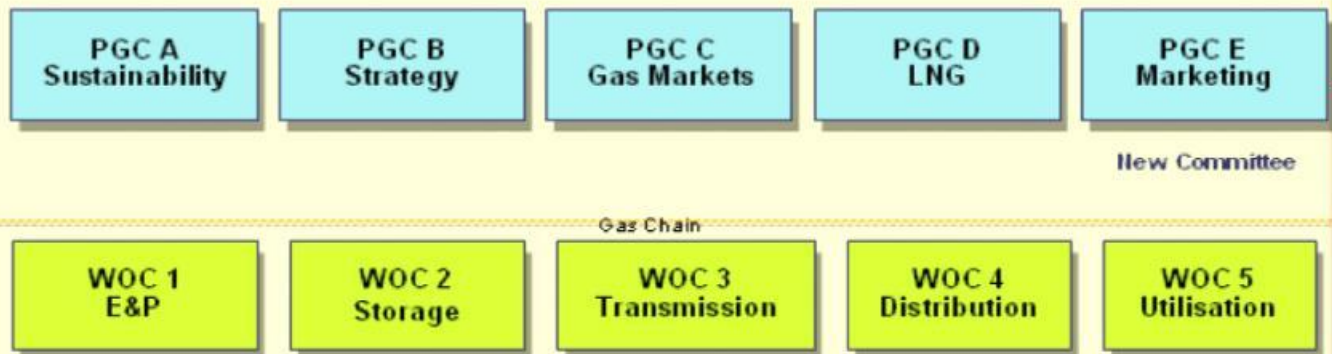 PGC A
Sustainability
PGC B
Strategy
PGC C
Gas Markets
PGC D
LNG
PGC E
Marketing
New Committee
Gas Chain
WOC 1
E&P
WOC 2
Storage
WOC 3
Transmission
WOC 4
Distribution
WOC 5
Utilisation